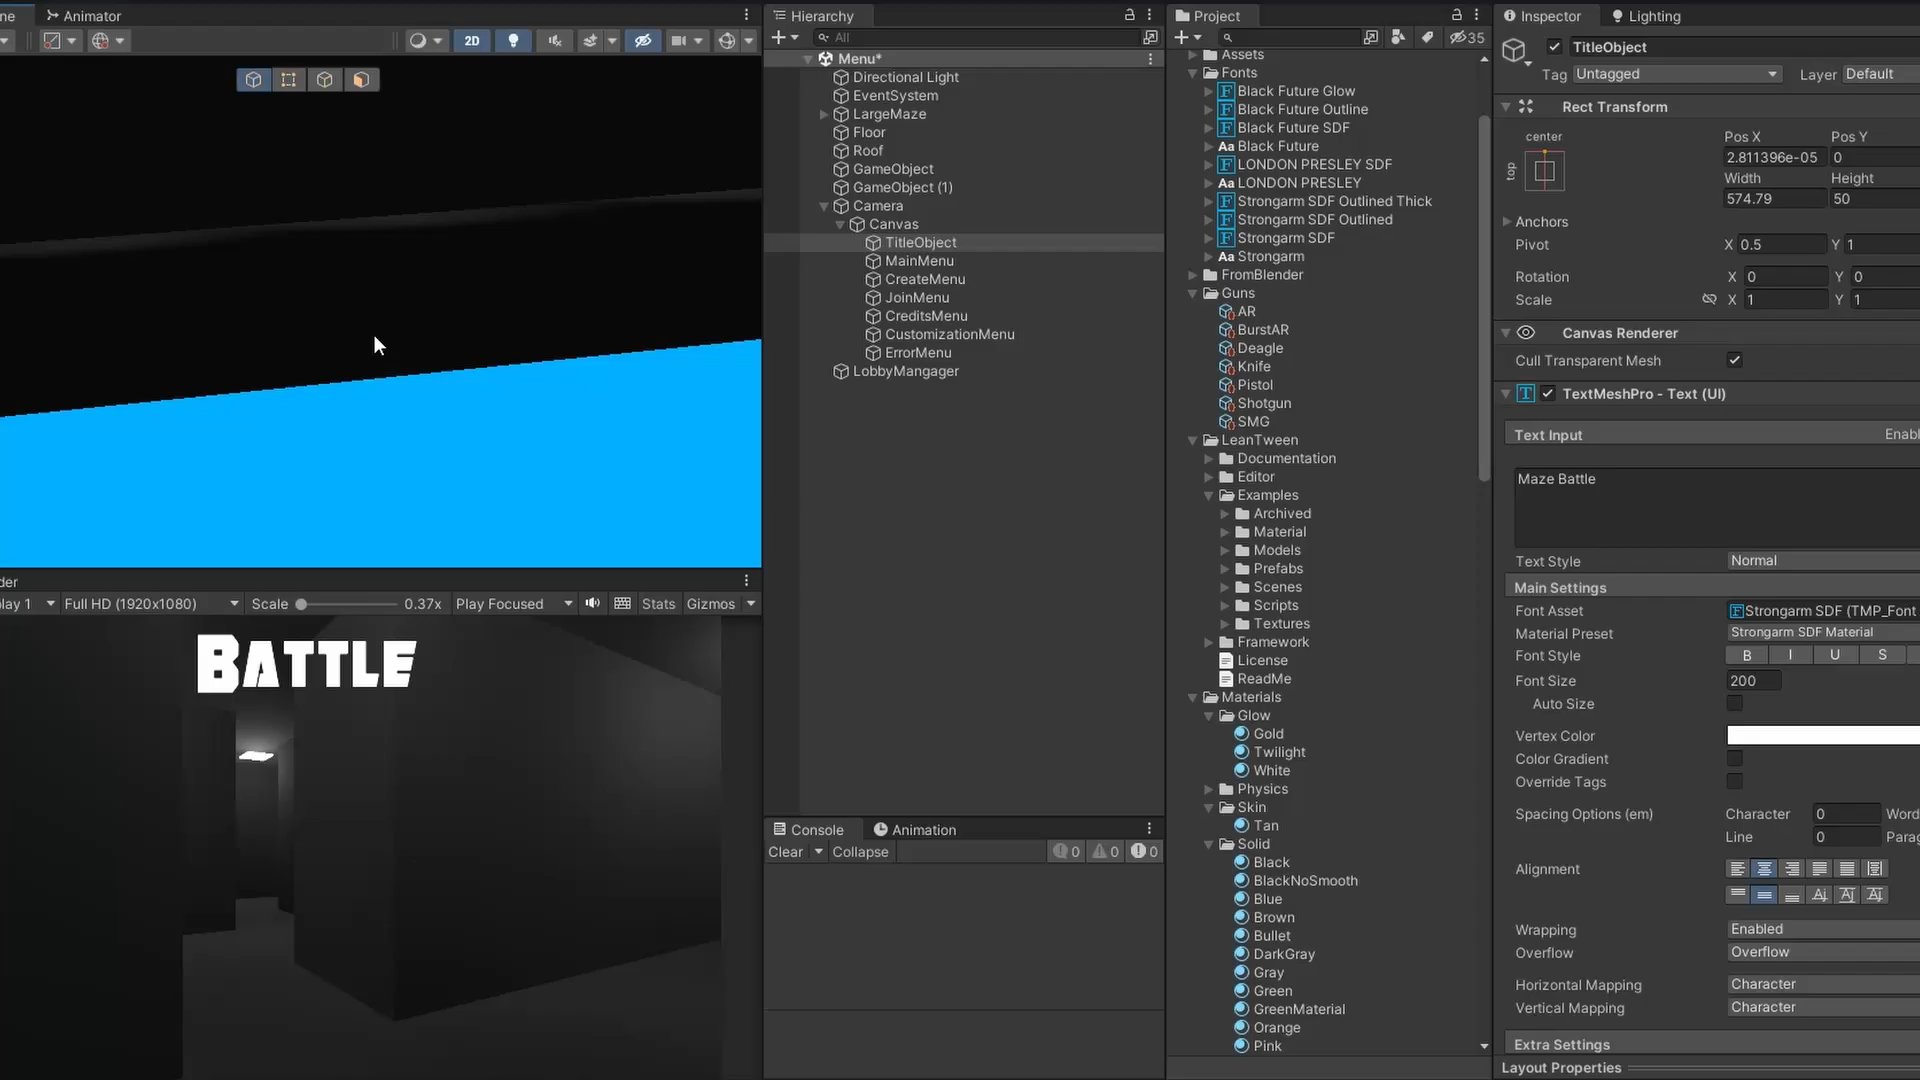 ne
Animator
2D
der
lay 1
Full HD (1920x1080)
Scale
0.37x
Play Focused
Stats
Gizmos
BATTLE
Hierarchy
All
Menu*
Directional Light
EventSystem
LargeMaze
Floor
Roof
GameObject
GameObject (1)
Camera
Canvas
TitleObject
MainMenu
CreateMenu
JoinMenu
CreditsMenu
CustomizationMenu
ErrorMenu
LobbyMangager
Console
Animation
Clear
Collapse
0
0
0
Project
35
Assets
Fonts
Black Future Glow
Black Future Outline
Black Future SDF
Aa Black Future
LONDON PRESLEY SDF
Aa LONDON PRESLEY
Strongarm SDF Outlined Thick
Strongarm SDF Outlined
Strongarm SDF
Aa Strongarm
FromBlender
Guns
AR
BurstAR
Deagle
Knife
Pistol
Shotgun
SMG
LeanTween
Documentation
Editor
Examples
Archived
Material
Models
Prefabs
Scenes
Scripts
Textures
Framework
License
ReadMe
Materials
Glow
Gold
Twilight
White
Physics
Skin
Tan
Solid
Black
BlackNoSmooth
Blue
Brown
Bullet
DarkGray
Gray
Green
GreenMaterial
Orange
Pink
Inspector
Lighting
TitleObject
Tag Untagged
Layer Default
Rect Transform
center
top
Pos X Pos Y
2.811396e-05 0
Width Height
574.79 50
Anchors
Pivot X 0.5 Y 1
Rotation X 0 Y 0
Scale X 1 Y 1
Canvas Renderer
Cull Transparent Mesh
TextMeshPro - Text (UI)
Text Input
Enabl
Maze Battle
Text Style Normal
Main Settings
Font Asset Strongarm SDF (TMP_Font
Material Preset Strongarm SDF Material
Font Style B I U S
Font Size 200
Auto Size
Vertex Color
Color Gradient
Override Tags
Spacing Options (em) Character 0 Word
Line 0 Parag
Alignment
Wrapping Enabled
Overflow Overflow
Horizontal Mapping Character
Vertical Mapping Character
Extra Settings
Layout Properties